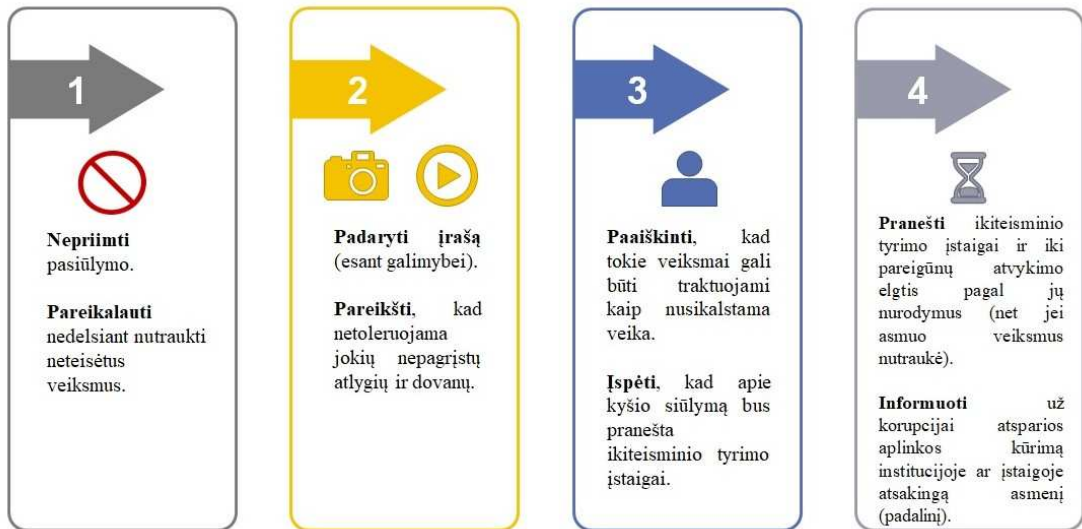 1
Nepriimti
pasiūlymo.
Pareikalauti
nedelsiant nutraukti
neteisėtus
veiksmus.
2
Padaryti įrašą
(esant galimybei).
Pareikšti, kad
netoleruojama
jokių nepagrįstų
atlygių ir dovanų.
3
Paaiškinti, kad
tokie veiksmai gali
būti traktuojami
kaip nusikalstama
veika.
Įspėti, kad apie
kyšio siūlymą bus
pranešta
ikiteisminio tyrimo
įstaigai.
4
Pranešti ikiteisminio
tyrimo įstaigai ir iki
pareigūnų atvykimo
elgtis pagal jų
nurodymus (net jei
asmuo veiksmus
nutraukė).
Informuoti už
korupcijai atsparios
aplinkos kūrimą
institucijoje ar įstaigoje
atsakingą asmenį
(padalinį).